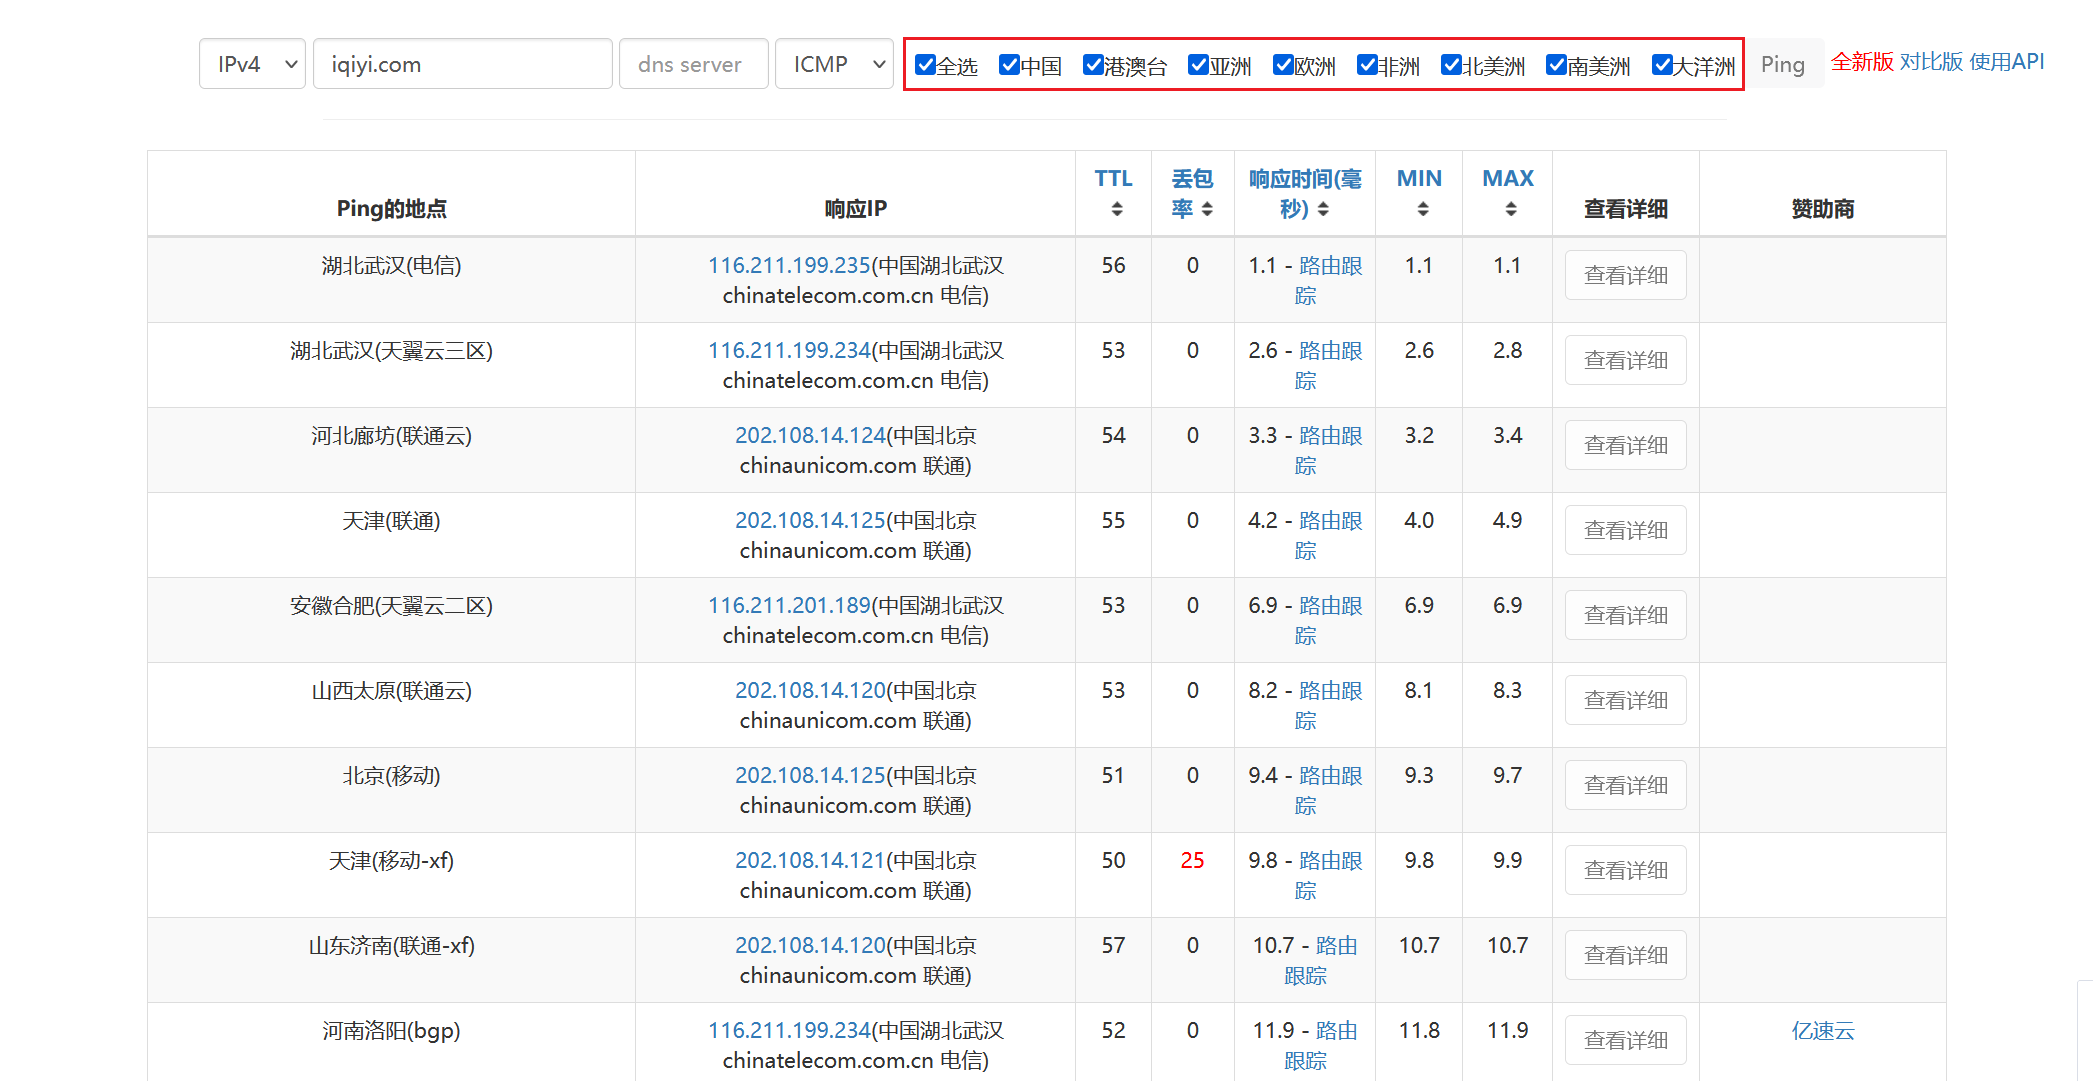 IPv4 iqiyi.com dns server ICMP 全选 中国 港澳台 亚洲 欧洲 非洲 北美洲 南美洲 大洋洲 Ping 全新版 对比版 使用API
Ping的地点 响应IP TTL 丢包率 响应时间(毫秒) MIN MAX 查看详细 赞助商
湖北武汉(电信) 116.211.199.235(中国湖北武汉 56 0 1.1 - 路由跟 1.1 1.1 查看详细
chinatelecom.com.cn 电信) 踪
湖北武汉(天翼云三区) 116.211.199.234(中国湖北武汉 53 0 2.6 - 路由跟 2.6 2.8 查看详细
chinatelecom.com.cn 电信) 踪
河北廊坊(联通云) 202.108.14.124(中国北京 54 0 3.3 - 路由跟 3.2 3.4 查看详细
chinaunicom.com 联通) 踪
天津(联通) 202.108.14.125(中国北京 55 0 4.2 - 路由跟 4.0 4.9 查看详细
chinaunicom.com 联通) 踪
安徽合肥(天翼云二区) 116.211.201.189(中国湖北武汉 53 0 6.9 - 路由跟 6.9 6.9 查看详细
chinatelecom.com.cn 电信) 踪
山西太原(联通云) 202.108.14.120(中国北京 53 0 8.2 - 路由跟 8.1 8.3 查看详细
chinaunicom.com 联通) 踪
北京(移动) 202.108.14.125(中国北京 51 0 9.4 - 路由跟 9.3 9.7 查看详细
chinaunicom.com 联通) 踪
天津(移动-xf) 202.108.14.121(中国北京 50 25 9.8 - 路由跟 9.8 9.9 查看详细
chinaunicom.com 联通) 踪
山东济南(联通-xf) 202.108.14.120(中国北京 57 0 10.7 - 路由 10.7 10.7 查看详细
chinaunicom.com 联通) 跟踪
河南洛阳(bgp) 116.211.199.234(中国湖北武汉 52 0 11.9 - 路由 11.8 11.9 查看详细 亿速云
chinatelecom.com.cn 电信) 跟踪